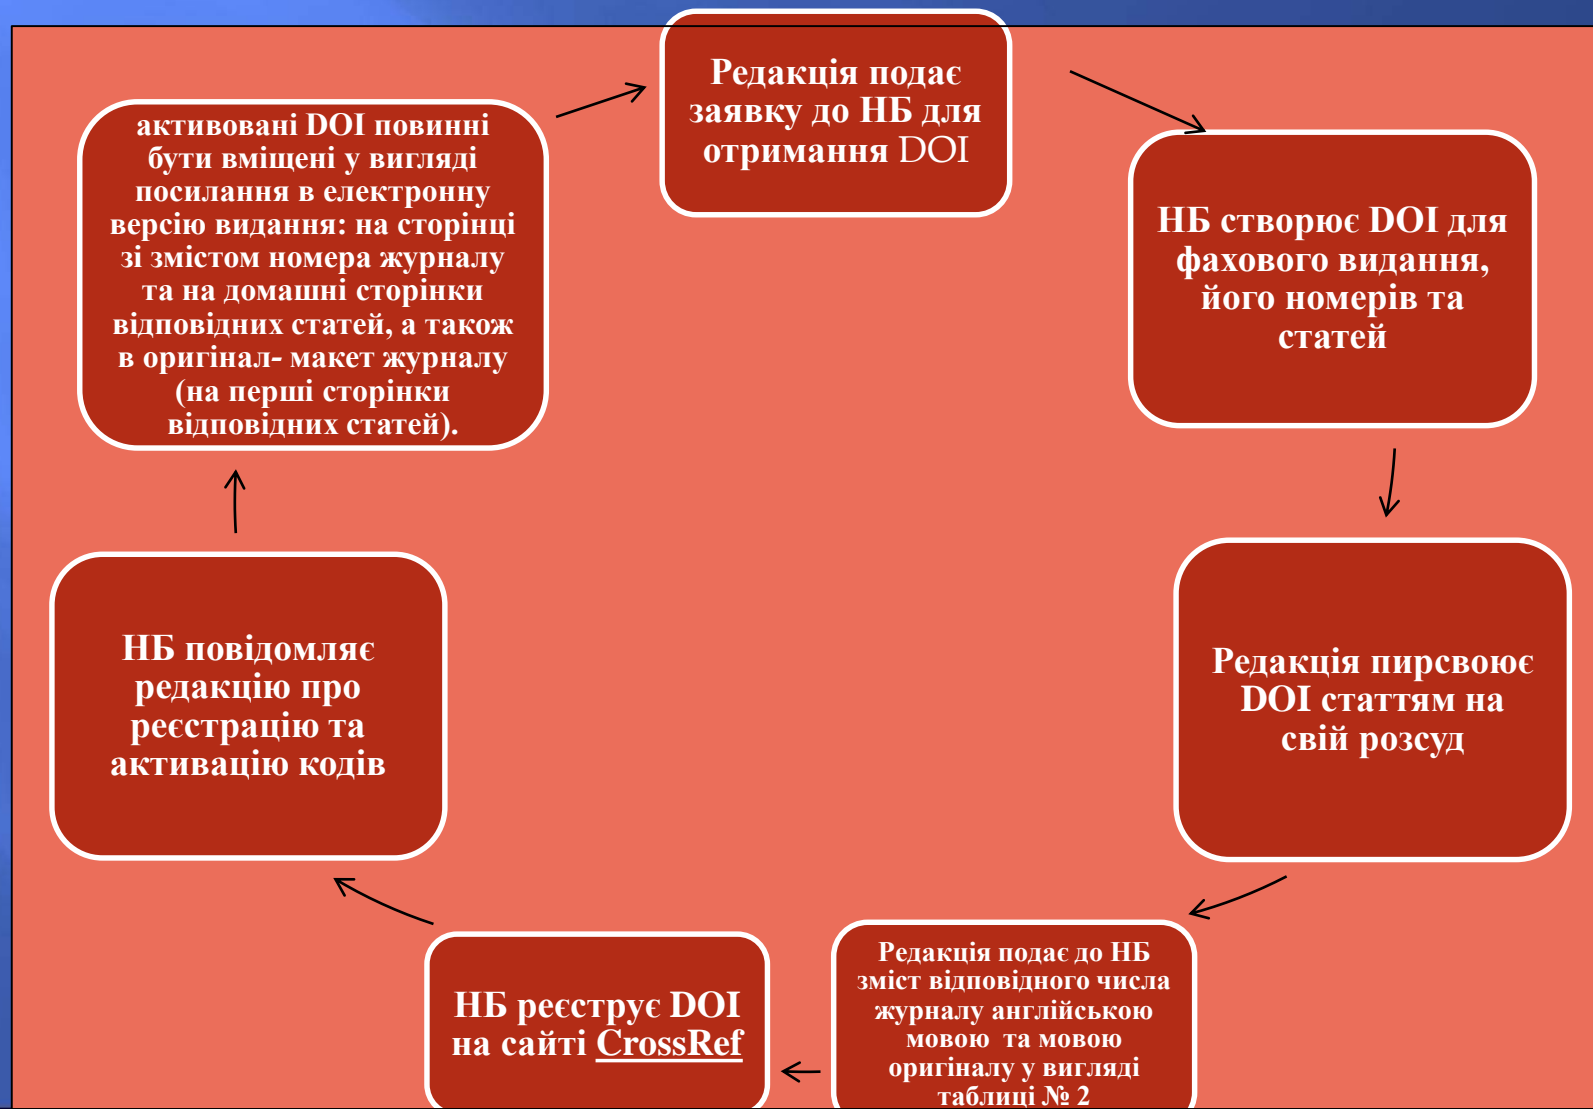 Редакція подає
заявку до НБ для
отримання DOI
НБ створює DOI для
фахового видання,
його номерів та
статей
Редакція пирсвоює
DOI статтям на
свій розсуд
Редакція подає до НБ
зміст відповідного числа
журналу англійською
мовою та мовою
оригіналу у вигляді
таблиці № 2
НБ реєструє DOI
на сайті CrossRef
НБ повідомляє
редакцію про
реєстрацію та
активацію кодів
активовані DOI повинні
бути вміщені у вигляді
посилання в електронну
версію видання: на сторінці
зі змістом номера журналу
та на домашні сторінки
відповідних статей, а також
в оригінал- макет журналу
(на перші сторінки
відповідних статей).